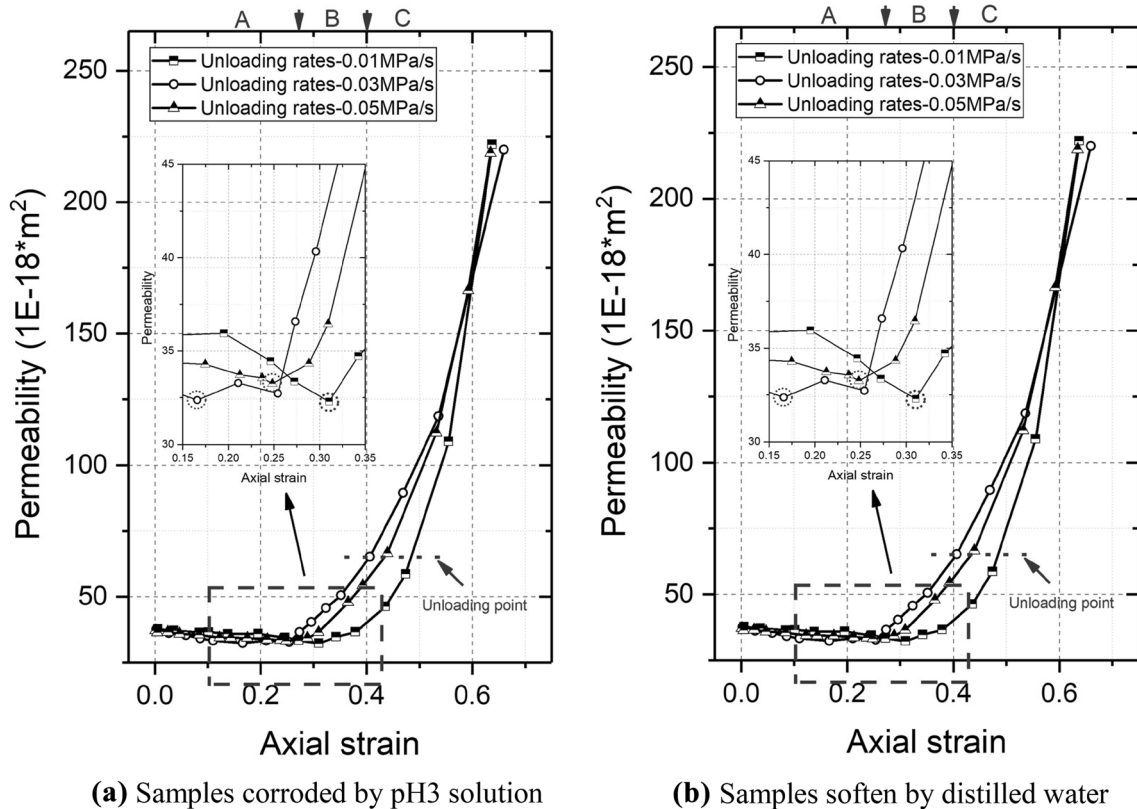 A B C
Unloading rates-0.01MPa/s
Unloading rates-0.03MPa/s
Unloading rates-0.05MPa/s
250
200
150
100
50
Permeability (1E-18*m²)
45
40
35
30
Permeability
0.15 0.20 0.25 0.30 0.35
Axial strain
Unloading point
0.0 0.2 0.4 0.6
Axial strain
(a) Samples corroded by pH3 solution
A B C
Unloading rates-0.01MPa/s
Unloading rates-0.03MPa/s
Unloading rates-0.05MPa/s
250
200
150
100
50
Permeability (1E-18*m²)
45
40
35
30
Permeability
0.15 0.20 0.25 0.30 0.35
Axial strain
Unloading point
0.0 0.2 0.4 0.6
Axial strain
(b) Samples soften by distilled water